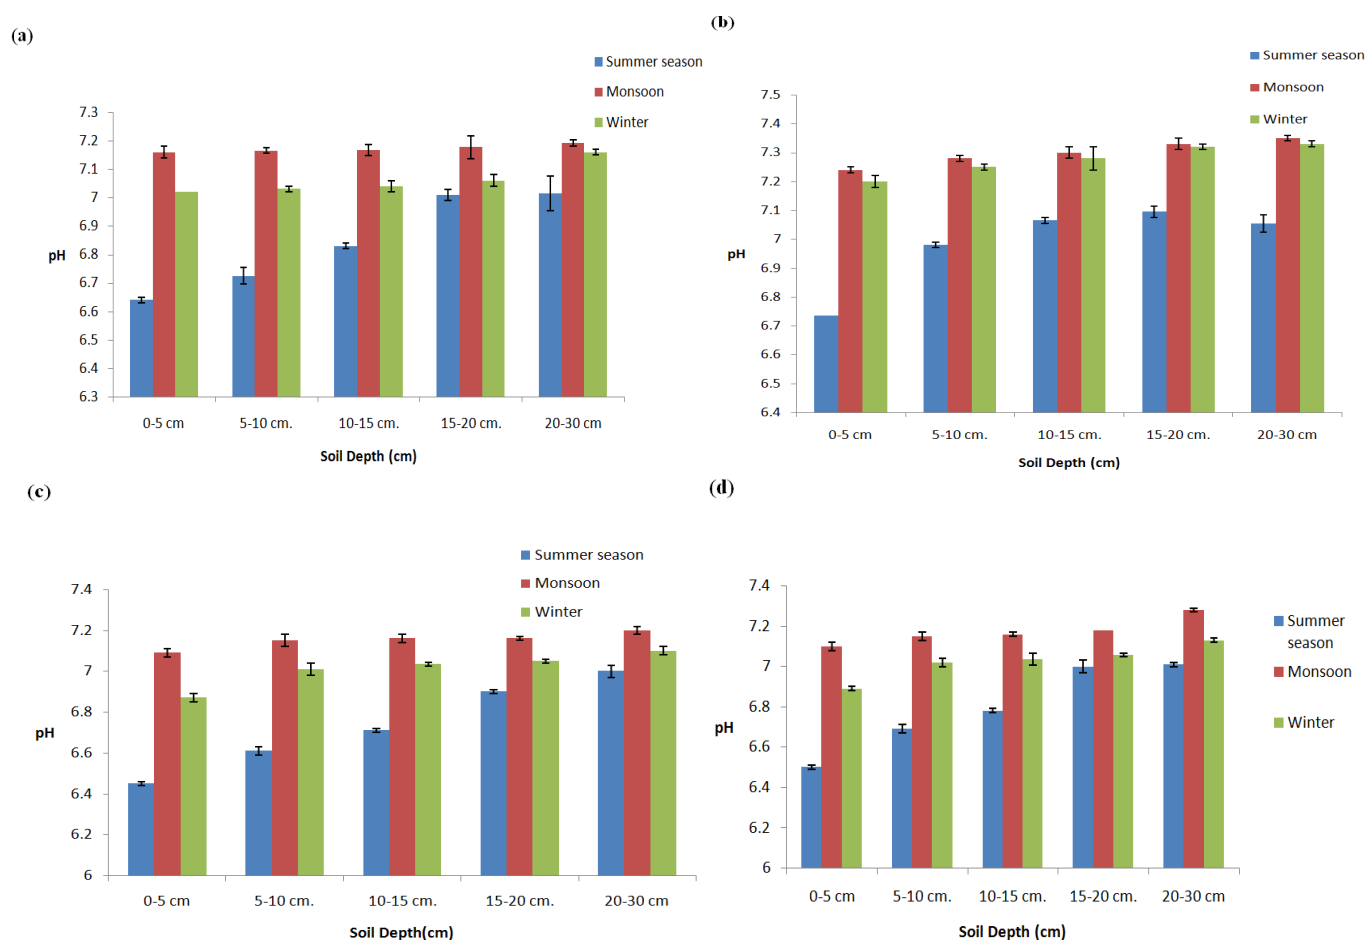 (a)
Summer season
Monsoon
Winter
7.3
7.2
7.1
7
6.9
6.8
6.7
6.6
6.5
6.4
6.3
pH
0-5 cm 5-10 cm. 10-15 cm. 15-20 cm. 20-30 cm
Soil Depth (cm)
(b)
Summer season
Monsoon
Winter
7.5
7.4
7.3
7.2
7.1
7
6.9
6.8
6.7
6.6
6.5
6.4
pH
0-5 cm 5-10 cm. 10-15 cm. 15-20 cm. 20-30 cm
Soil Depth (cm)
(c)
Summer season
Monsoon
Winter
7.4
7.2
7
6.8
6.6
6.4
6.2
6
pH
0-5 cm 5-10 cm. 10-15 cm. 15-20 cm. 20-30 cm
Soil Depth(cm)
(d)
Summer
season
Monsoon
Winter
7.4
7.2
7
6.8
6.6
6.4
6.2
6
pH
0-5 cm 5-10 cm. 10-15 cm. 15-20 cm. 20-30 cm
Soil Depth (cm)